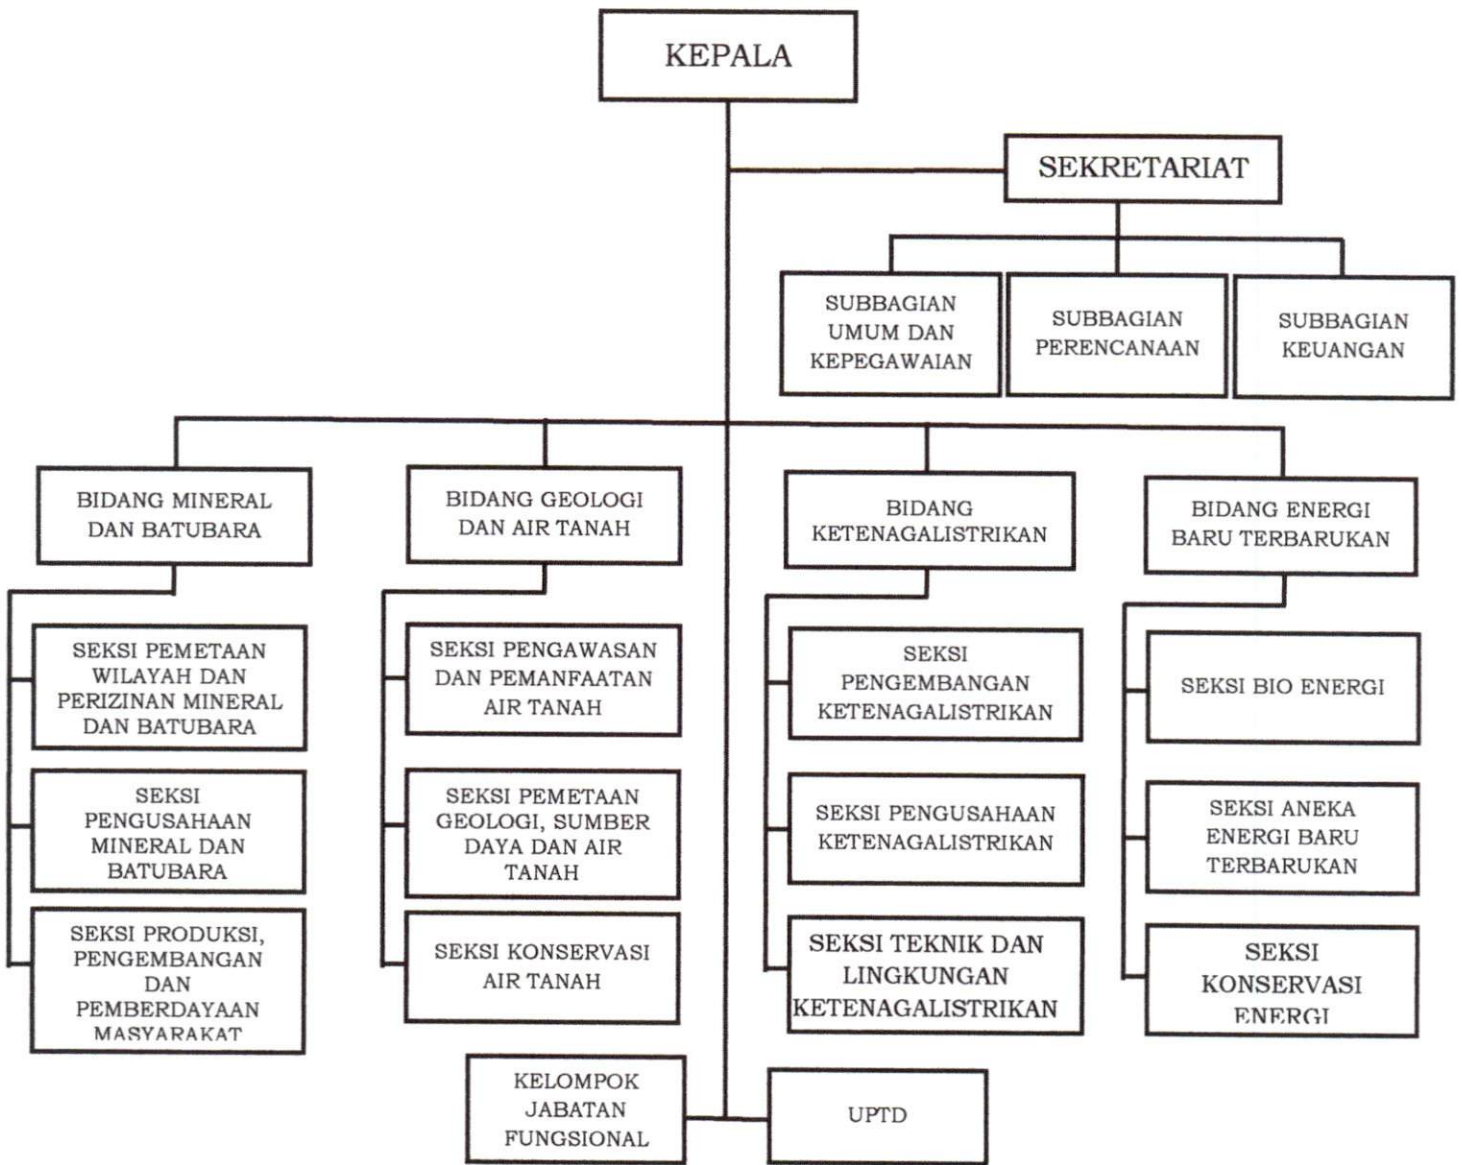 KEPALA
SEKRETARIAT
SUBBAGIAN
UMUM DAN
KEPEGAWAIAN
SUBBAGIAN
PERENCANAAN
SUBBAGIAN
KEUANGAN
BIDANG MINERAL
DAN BATUBARA
BIDANG GEOLOGI
DAN AIR TANAH
BIDANG
KETENAGALISTRIKAN
BIDANG ENERGI
BARU TERBARUKAN
SEKSI PEMETAAN
WILAYAH DAN
PERIZINAN MINERAL
DAN BATUBARA
SEKSI
PENGUSAHAAN
MINERAL DAN
BATUBARA
SEKSI PRODUKSI,
PENGEMBANGAN
DAN
PEMBERDAYAAN
MASYARAKAT
SEKSI PENGAWASAN
DAN PEMANFAATAN
AIR TANAH
SEKSI PEMETAAN
GEOLOGI, SUMBER
DAYA DAN AIR
TANAH
SEKSI KONSERVASI
AIR TANAH
SEKSI
PENGEMBANGAN
KETENAGALISTRIKAN
SEKSI PENGUSAHAAN
KETENAGALISTRIKAN
SEKSI TEKNIK DAN
LINGKUNGAN
KETENAGALISTRIKAN
SEKSI BIO ENERGI
SEKSI ANEKA
ENERGI BARU
TERBARUKAN
SEKSI
KONSERVASI
ENERGI
KELOMPOK
JABATAN
FUNGSIONAL
UPTD